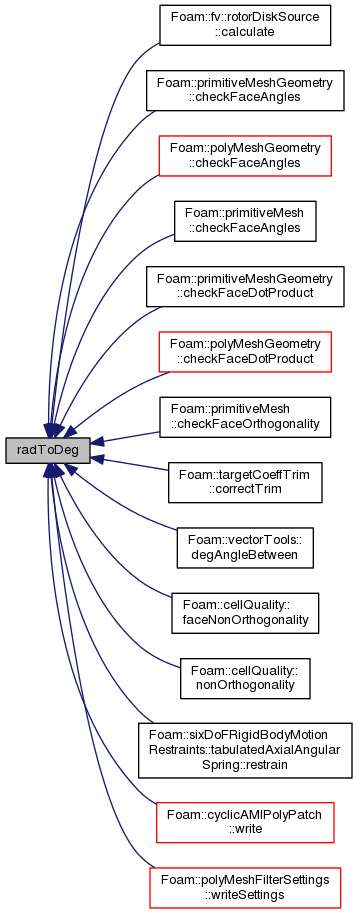 Foam::fv::rotorDiskSource
::calculate
Foam::primitiveMeshGeometry
::checkFaceAngles
Foam::polyMeshGeometry
::checkFaceAngles
Foam::primitiveMesh
::checkFaceAngles
Foam::primitiveMeshGeometry
::checkFaceDotProduct
Foam::polyMeshGeometry
::checkFaceDotProduct
Foam::primitiveMesh
::checkFaceOrthogonality
radToDeg
Foam::targetCoeffTrim
::correctTrim
Foam::vectorTools::
degAngleBetween
Foam::cellQuality::
faceNonOrthogonality
Foam::cellQuality::
nonOrthogonality
Foam::sixDoFRigidBodyMotion
Restraints::tabulatedAxialAngular
Spring::restrain
Foam::cyclicAMIPolyPatch
::write
Foam::polyMeshFilterSettings
::writeSettings